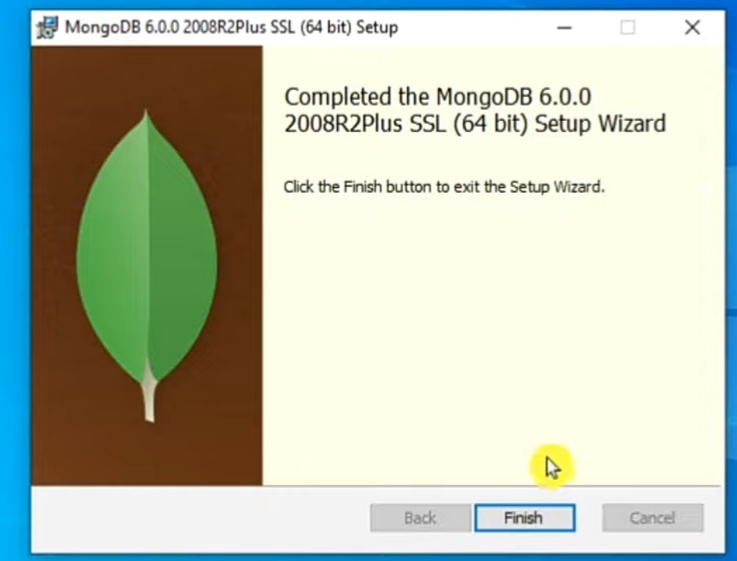 MongoDB 6.0.0 2008R2Plus SSL (64 bit) Setup
Completed the MongoDB 6.0.0
2008R2Plus SSL (64 bit) Setup Wizard
Click the Finish button to exit the Setup Wizard.
Back
Finish
Cancel